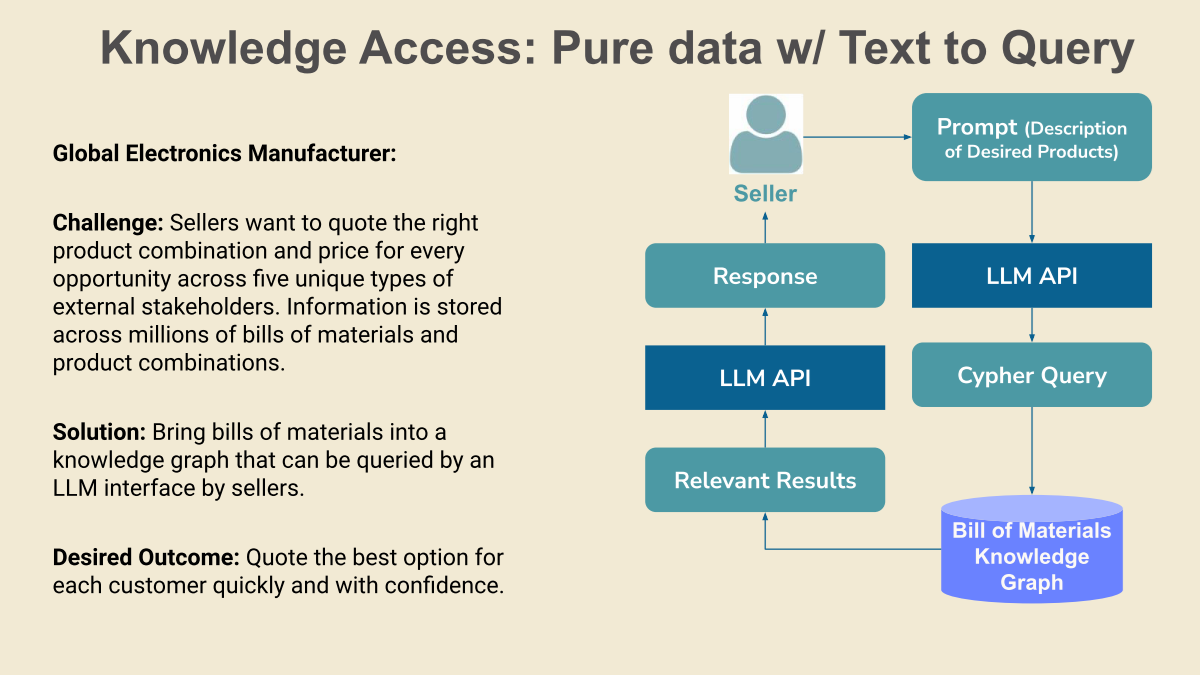 Knowledge Access: Pure data w/ Text to Query
Global Electronics Manufacturer:
Challenge: Sellers want to quote the right
product combination and price for every
opportunity across five unique types of
external stakeholders. Information is stored
across millions of bills of materials and
product combinations.
Solution: Bring bills of materials into a
knowledge graph that can be queried by an
LLM interface by sellers.
Desired Outcome: Quote the best option for
each customer quickly and with confidence.
Seller
Prompt (Description
of Desired Products)
LLM API
Cypher Query
Bill of Materials
Knowledge
Graph
Relevant Results
LLM API
Response